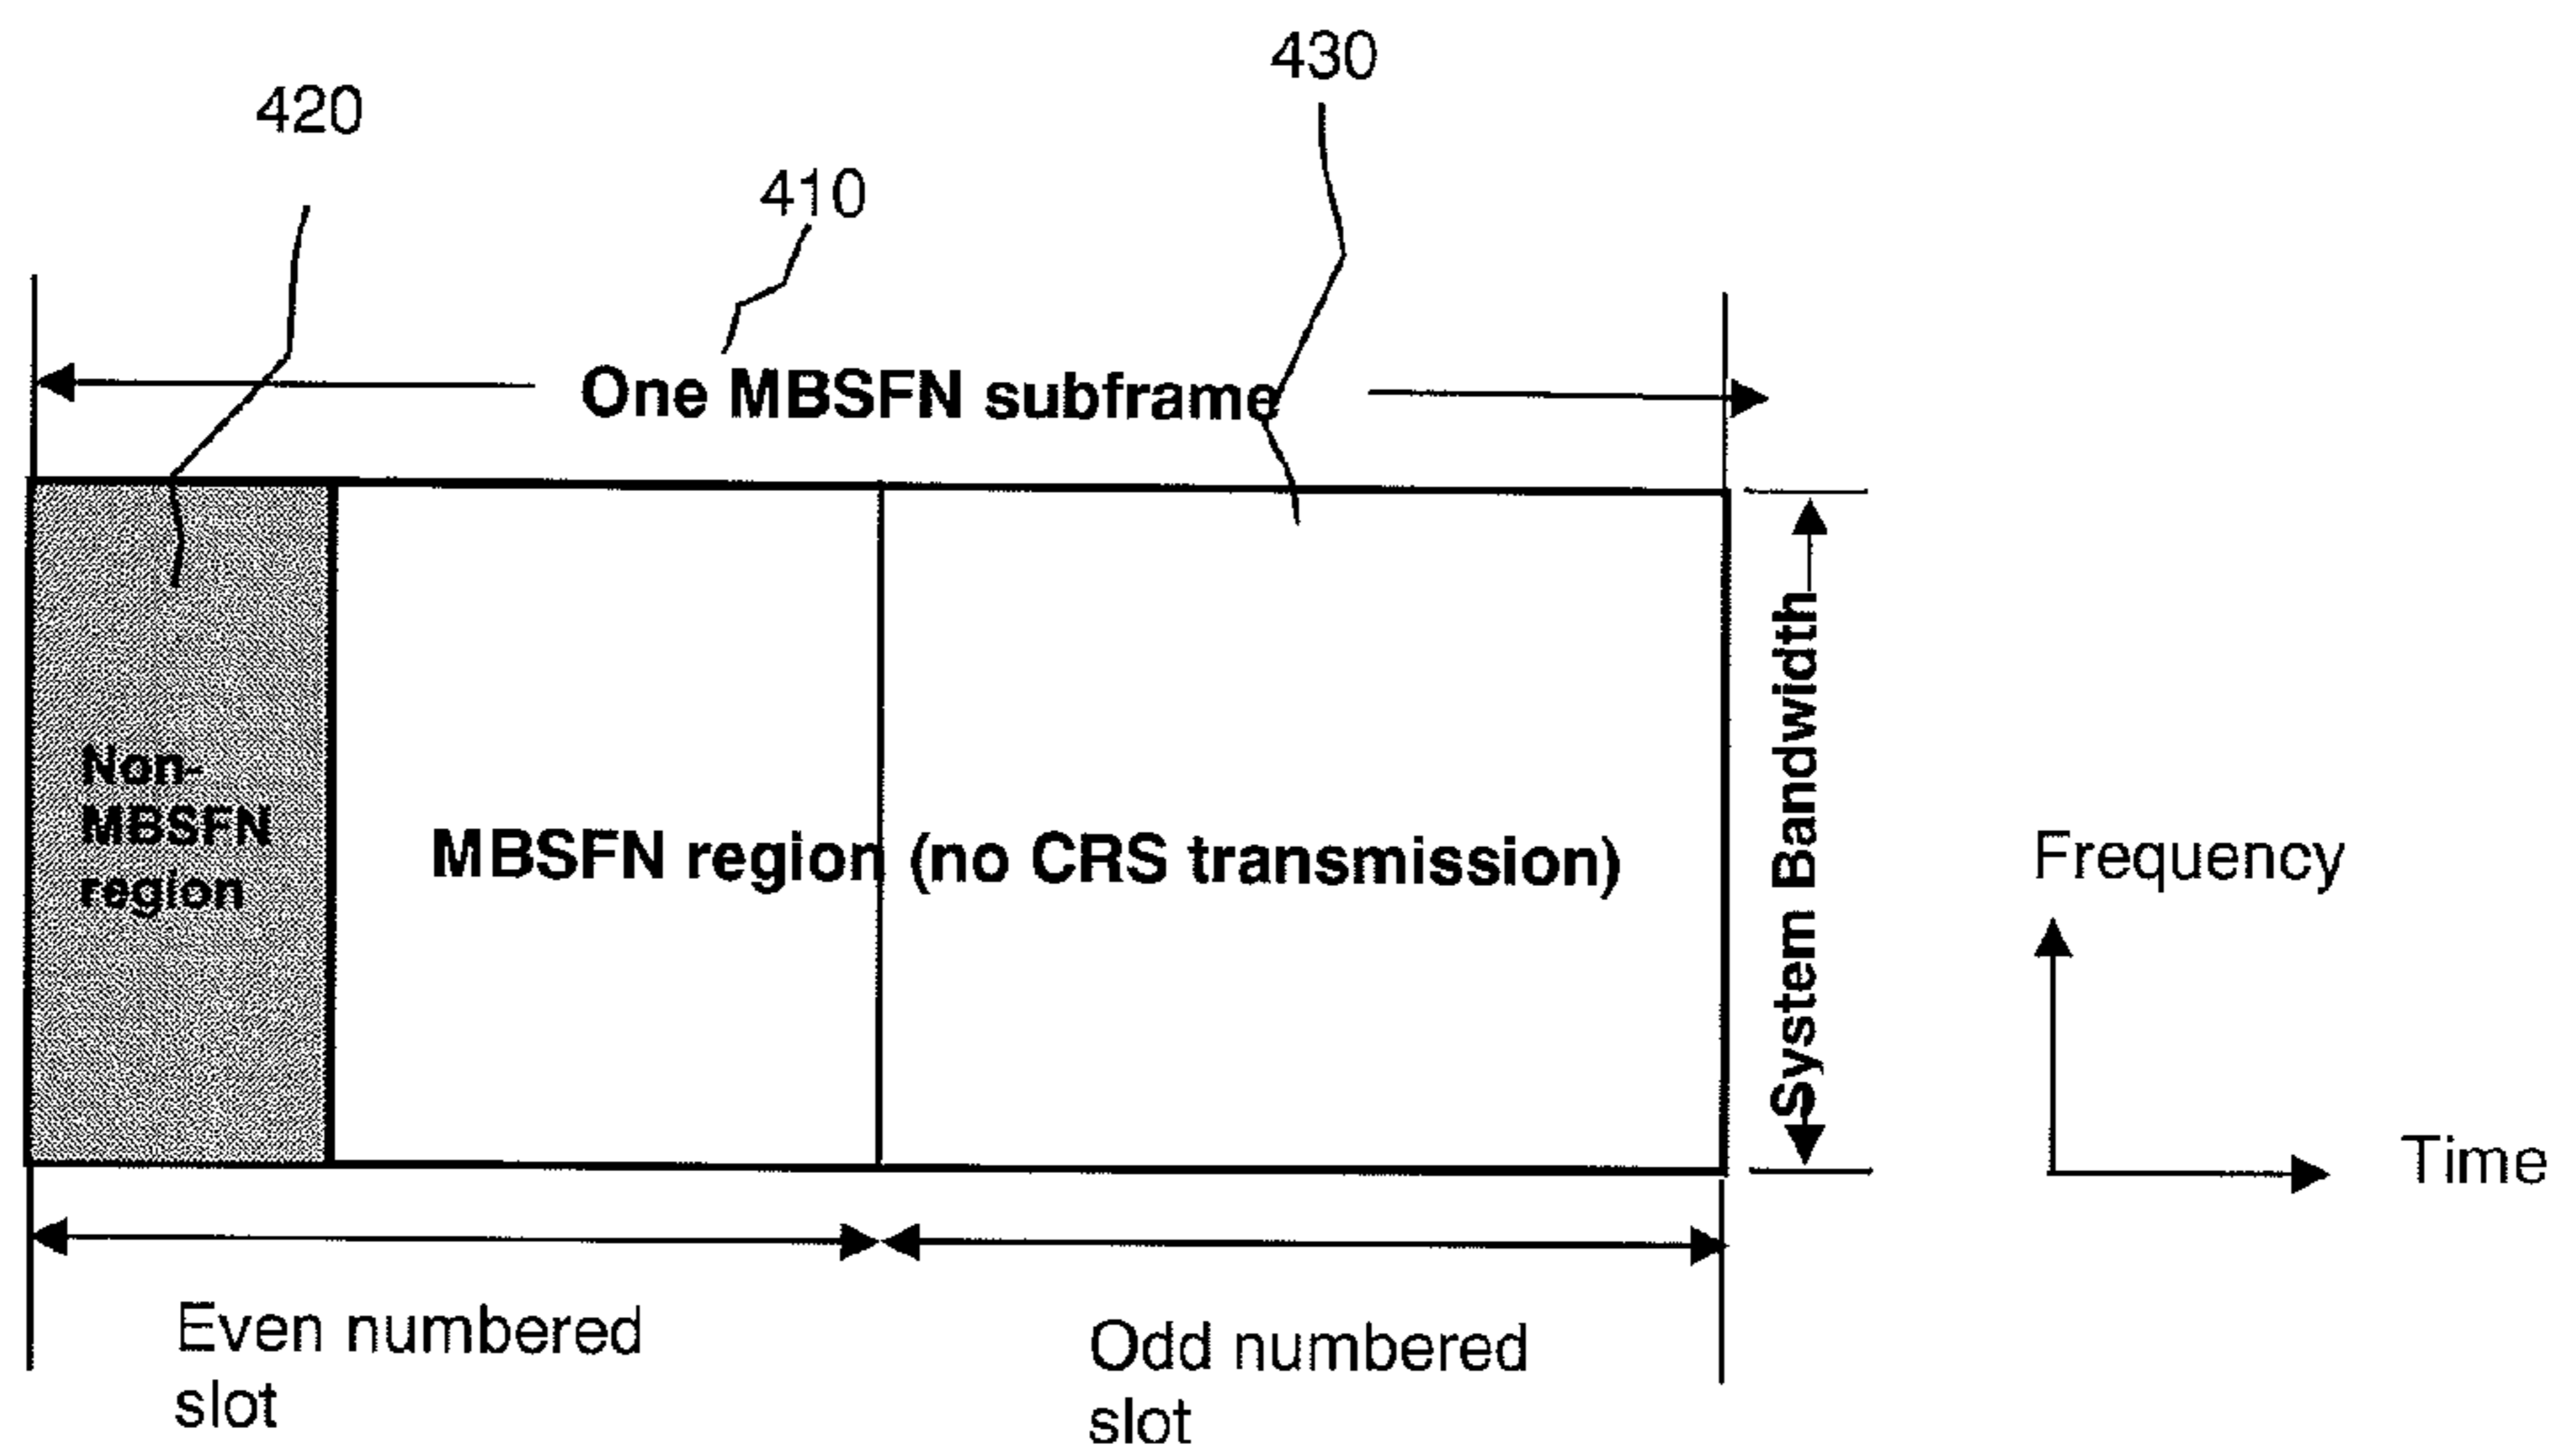 430
420
410
One MBSFN subframe
Non-
MBSFN
region
MBSFN region (no CRS transmission)
System Bandwidth
Frequency
Time
Even numbered
slot
Odd numbered
slot